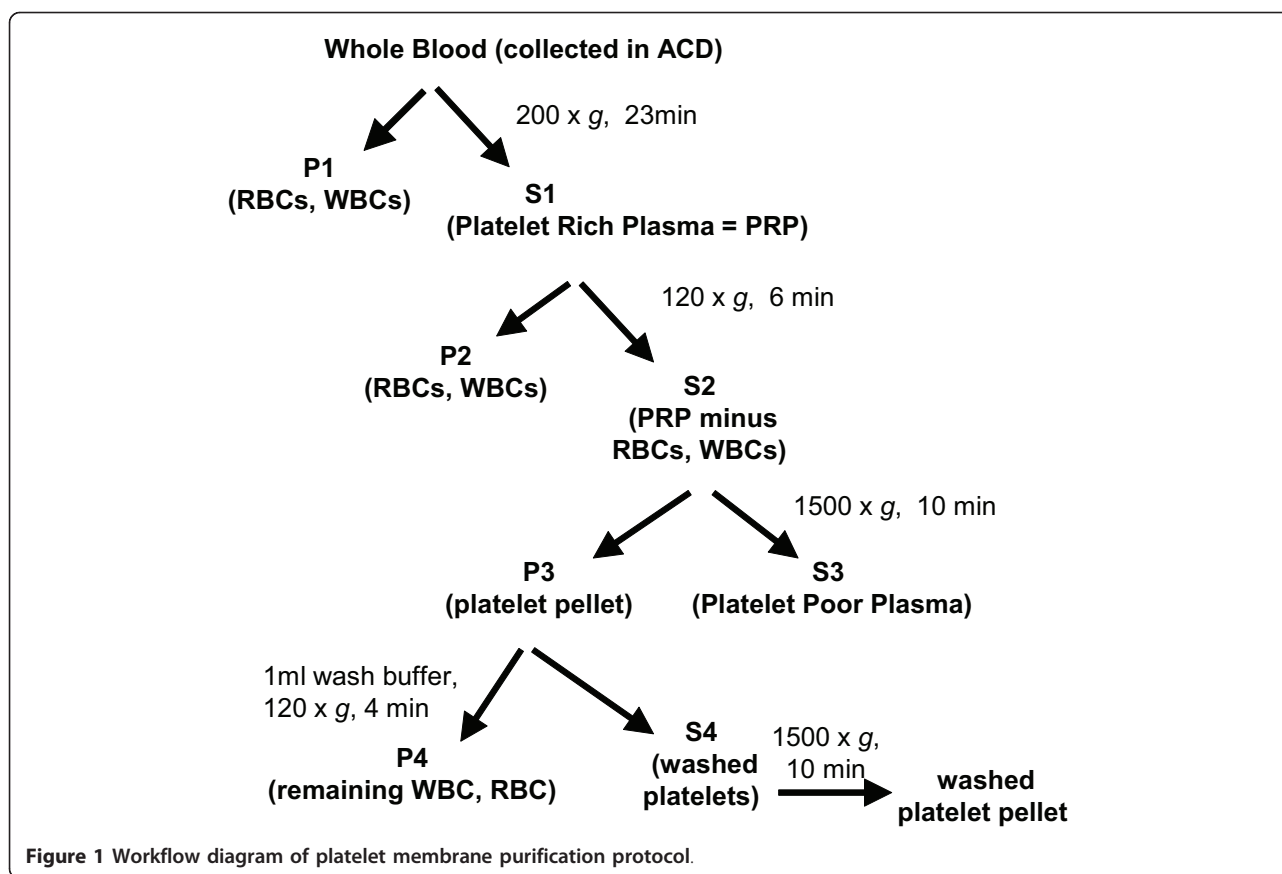 Whole Blood (collected in ACD)
200 x g, 23min
P1
(RBCs, WBCs)
S1
(Platelet Rich Plasma = PRP)
120 x g, 6 min
P2
(RBCs, WBCs)
S2
(PRP minus
RBCs, WBCs)
1500 x g, 10 min
P3
(platelet pellet)
S3
(Platelet Poor Plasma)
1ml wash buffer,
120 x g, 4 min
P4
(remaining WBC, RBC)
S4
(washed
platelets)
1500 x g,
10 min
washed
platelet pellet
Figure 1 Workflow diagram of platelet membrane purification protocol.